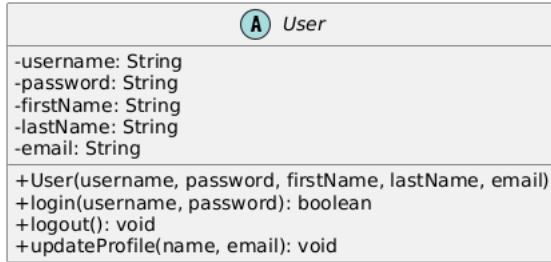 A User
-username: String
-password: String
-firstName: String
-lastName: String
-email: String
+User(username, password, firstName, lastName, email)
+login(username, password): boolean
+logout(): void
+updateProfile(name, email): void